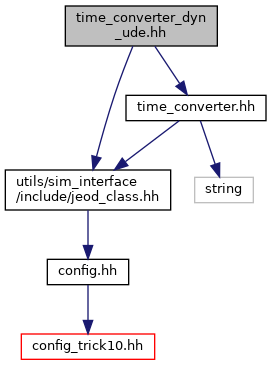 time_converter_dyn
_ude.hh
time_converter.hh
utils/sim_interface
/include/jeod_class.hh
string
config.hh
config_trick10.hh